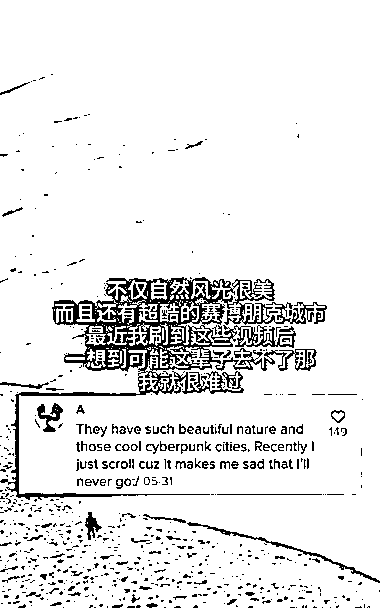 不仅自然风光很美
而且还有超酷的赛博朋克城市
最近我刷到这些视频后
一想到可能这辈子去不了那
我就很难过
A
They have such beautiful nature and
those cool cyberpunk cities. Recently I
just scroll cuz it makes me sad that I'll
never go:/ 05-31
149